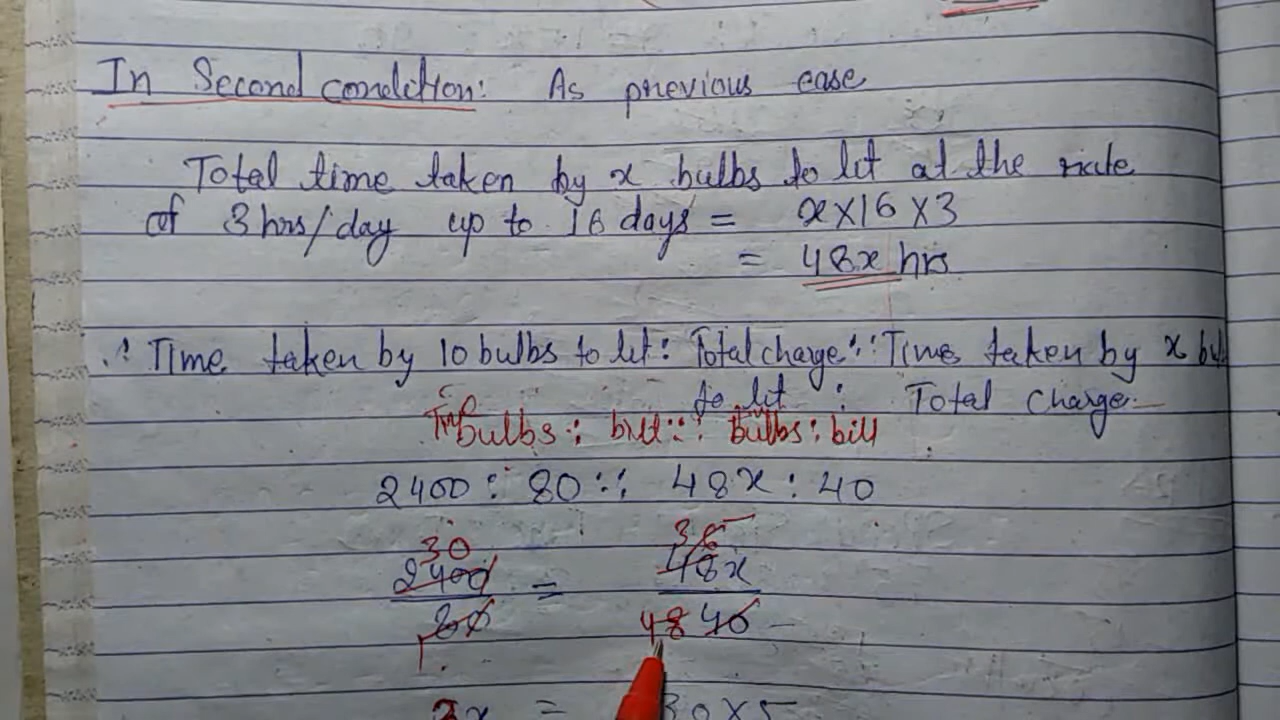 In Second condition: As previous case
Total time taken by x bulbs to lit at the rate
of 3 hrs/day up to 16 days = x×16×3
= 48x hrs
∴ Time taken by 10 bulbs to lit : Total charge :: Time taken by x
to lit : Total charge
bulbs : bill :: bulbs : bill
2400 : 80 :: 48x : 40
30
2400 = 48x
80 40
1
x = 30×5